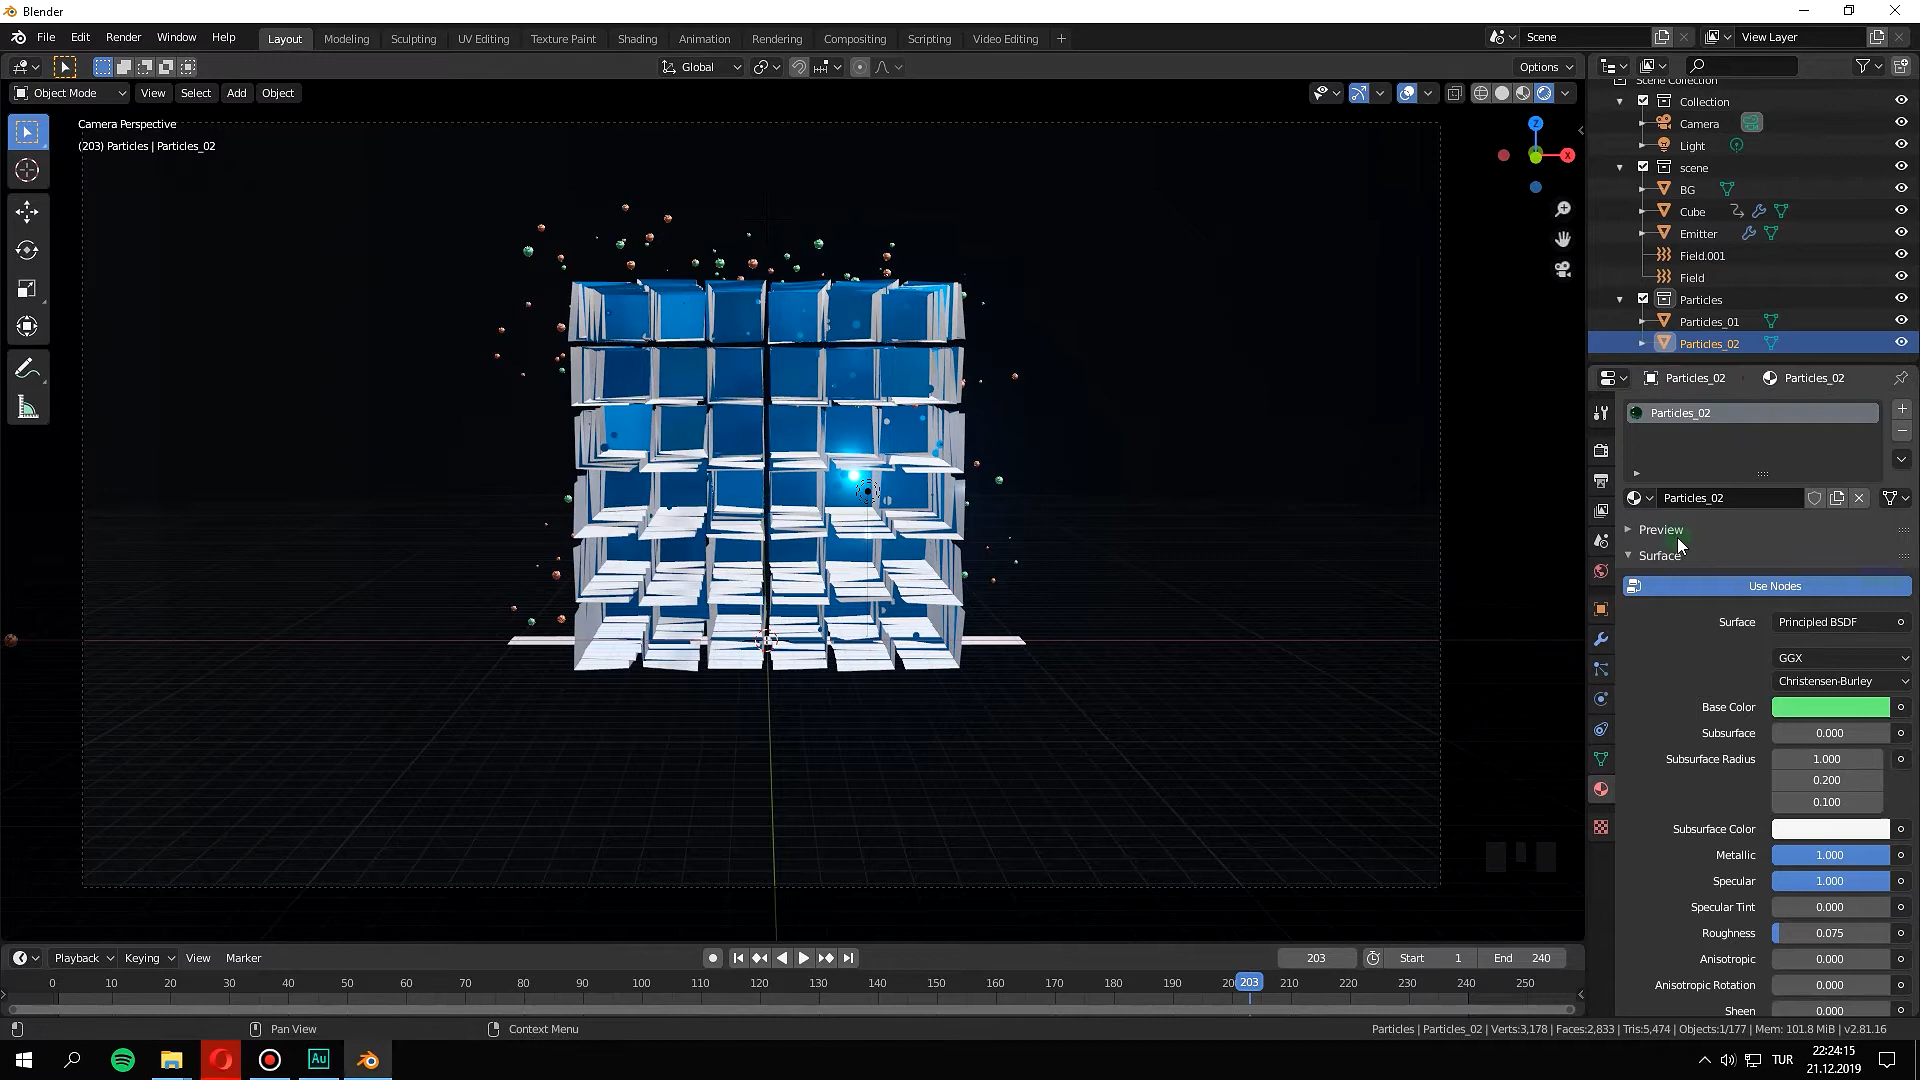 Blender
File Edit Render Window Help Layout Modeling Sculpting UV Editing Texture Paint Shading Animation Rendering Compositing Scripting Video Editing + Scene View Layer
Global Options
Object Mode View Select Add Object
Camera Perspective
(203) Particles | Particles_02
Z
X
Scene Collection
Collection
Camera
Light
scene
BG
Cube
Emitter
Field.001
Field
Particles
Particles_01
Particles_02
Particles_02 Particles_02
Particles_02
Particles_02
Preview
Surface
Use Nodes
Surface Principled BSDF
GGX
Christensen-Burley
Base Color
Subsurface 0.000
Subsurface Radius 1.000
0.200
0.100
Subsurface Color
Metallic 1.000
Specular 1.000
Specular Tint 0.000
Roughness 0.075
Anisotropic 0.000
Anisotropic Rotation 0.000
Sheen 0.000
Playback Keying View Marker 203 Start 1 End 240
0 10 20 30 40 50 60 70 80 90 100 110 120 130 140 150 160 170 180 190 20 203 210 220 230 240 250
Pan View Context Menu Particles | Particles_02 | Verts:3,178 | Faces:2,833 | Tris:5,474 | Objects:1/177 | Mem: 101.8 MiB | v2.81.16
Au TUR 22:24:15
21.12.2019